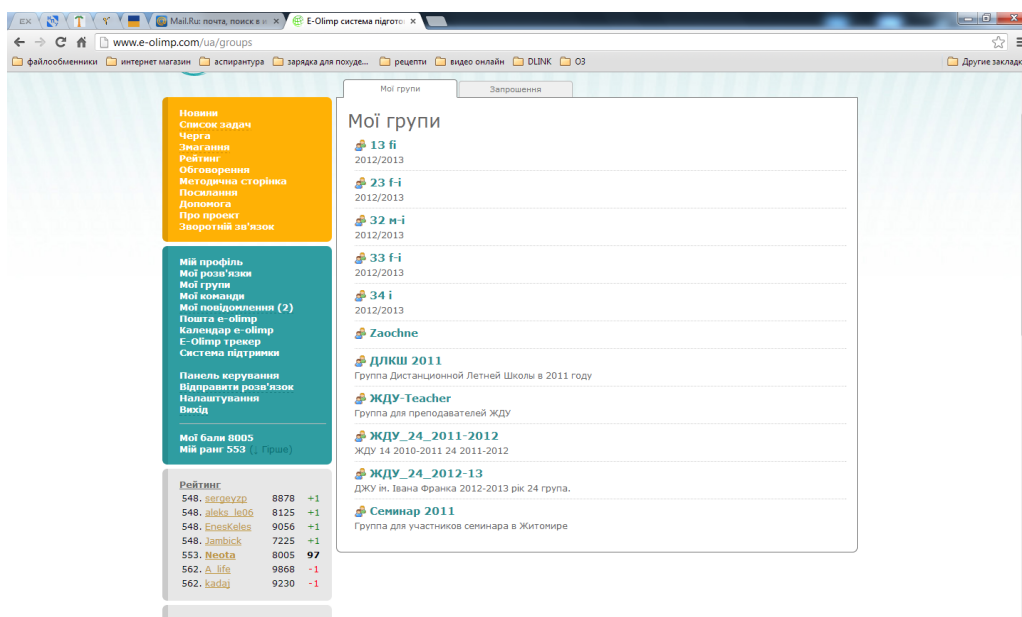 EX
Mail.Ru: почта, поиск в и
E-Olimp система підгото
www.e-olimp.com/ua/groups
файлообменники
интернет магазин
аспирантура
зарядка для похуде...
рецепти
видео онлайн
DLINK
ОЗ
Другие закладк
Мої групи
Запрошення
Новини
Список задач
Черга
Змагання
Рейтинг
Обговорення
Методична сторінка
Посилання
Допомога
Про проект
Зворотній зв'язок
Мій профіль
Мої розв'язки
Мої групи
Мої команди
Мої повідомлення (2)
Пошта e-olimp
Календар e-olimp
E-Olimp трекер
Система підтримки
Панель керування
Відправити розв'язок
Налаштування
Вихід
Мої бали 8005
Мій ранг 553 (↓ Гірше)
Рейтинг
548. sergeyzp 8878 +1
548. aleks_le06 8125 +1
548. EnesKeles 9056 +1
548. Jambick 7225 +1
553. Neota 8005 97
562. A_life 9868 -1
562. kadaj 9230 -1
Мої групи
13 fi
2012/2013
23 f-i
2012/2013
32 м-і
2012/2013
33 f-i
2012/2013
34 i
2012/2013
Zaochne
ДЛКШ 2011
Группа Дистанционной Летней Школы в 2011 году
ЖДУ-Teacher
Группа для преподавателей ЖДУ
ЖДУ_24_2011-2012
ЖДУ 14 2010-2011 24 2011-2012
ЖДУ_24_2012-13
ДЖУ ім. Івана Франка 2012-2013 рік 24 група.
Семинар 2011
Группа для участников семинара в Житомире